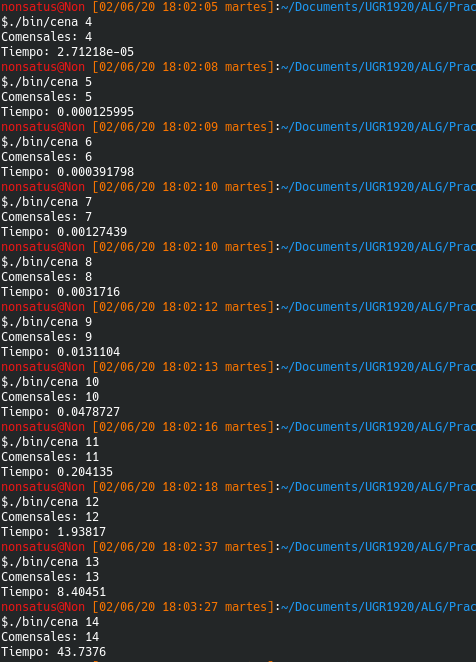 nonsatus@Non [02/06/20 18:02:05 martes]:~/Documents/UGR1920/ALG/Prac
$./bin/cena 4
Comensales: 4
Tiempo: 2.71218e-05
nonsatus@Non [02/06/20 18:02:08 martes]:~/Documents/UGR1920/ALG/Prac
$./bin/cena 5
Comensales: 5
Tiempo: 0.000125995
nonsatus@Non [02/06/20 18:02:09 martes]:~/Documents/UGR1920/ALG/Prac
$./bin/cena 6
Comensales: 6
Tiempo: 0.000391798
nonsatus@Non [02/06/20 18:02:10 martes]:~/Documents/UGR1920/ALG/Prac
$./bin/cena 7
Comensales: 7
Tiempo: 0.00127439
nonsatus@Non [02/06/20 18:02:10 martes]:~/Documents/UGR1920/ALG/Prac
$./bin/cena 8
Comensales: 8
Tiempo: 0.0031716
nonsatus@Non [02/06/20 18:02:12 martes]:~/Documents/UGR1920/ALG/Prac
$./bin/cena 9
Comensales: 9
Tiempo: 0.0131104
nonsatus@Non [02/06/20 18:02:13 martes]:~/Documents/UGR1920/ALG/Prac
$./bin/cena 10
Comensales: 10
Tiempo: 0.0478727
nonsatus@Non [02/06/20 18:02:16 martes]:~/Documents/UGR1920/ALG/Prac
$./bin/cena 11
Comensales: 11
Tiempo: 0.204135
nonsatus@Non [02/06/20 18:02:18 martes]:~/Documents/UGR1920/ALG/Prac
$./bin/cena 12
Comensales: 12
Tiempo: 1.93817
nonsatus@Non [02/06/20 18:02:37 martes]:~/Documents/UGR1920/ALG/Prac
$./bin/cena 13
Comensales: 13
Tiempo: 8.40451
nonsatus@Non [02/06/20 18:03:27 martes]:~/Documents/UGR1920/ALG/Prac
$./bin/cena 14
Comensales: 14
Tiempo: 43.7376